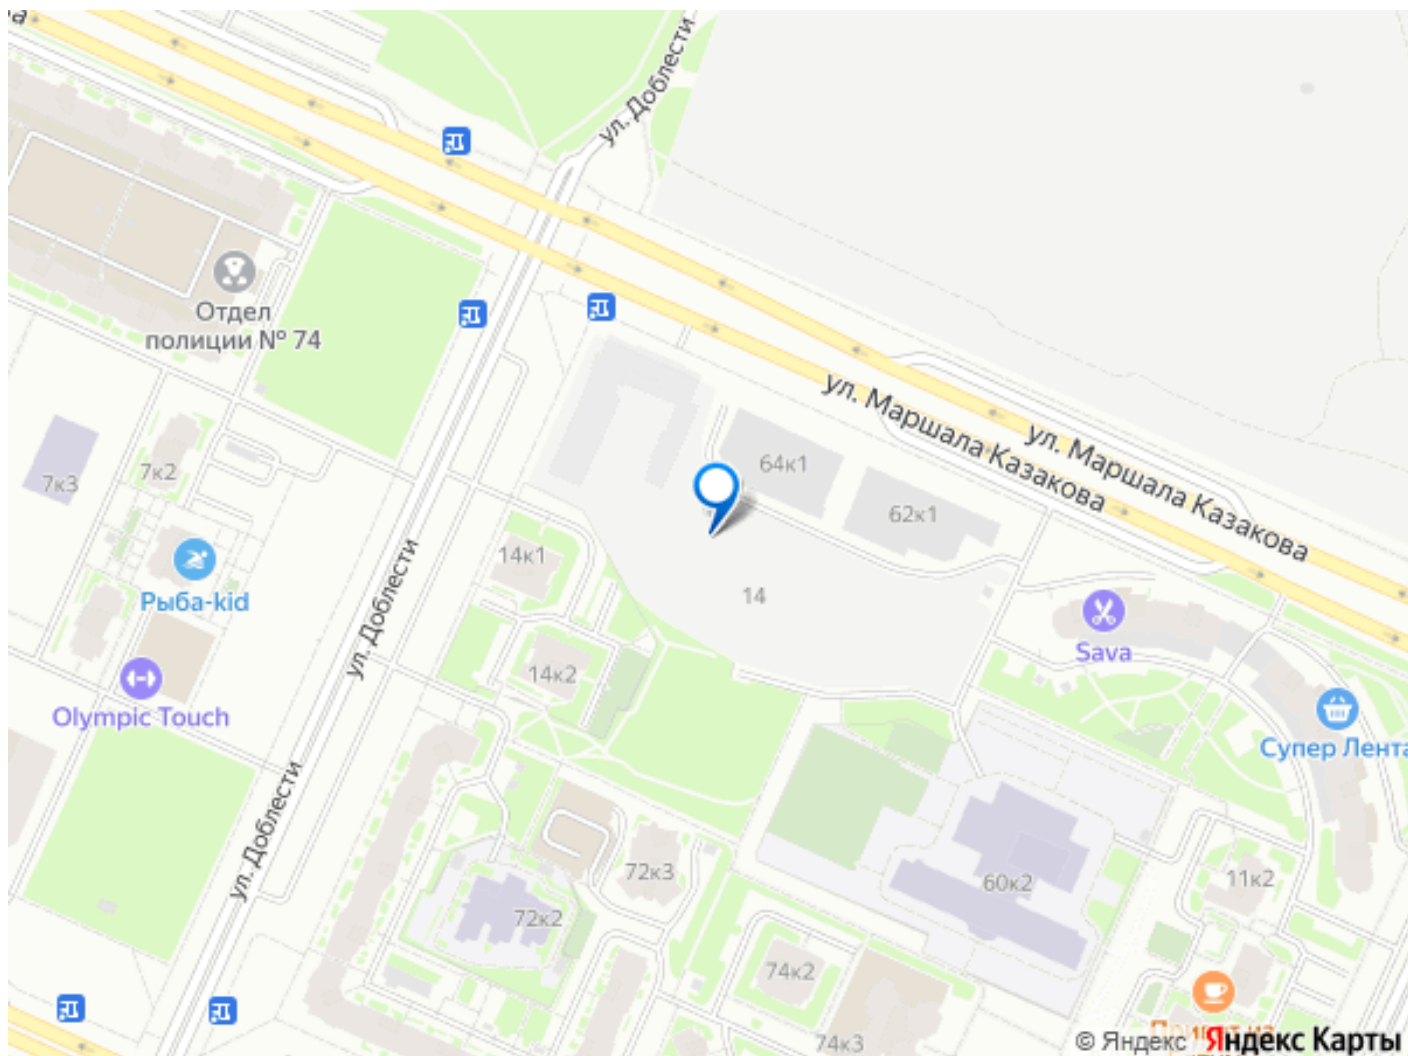 ул. Доблести
Отдел
полиции № 74
ул. Маршала Казакова
ул. Маршала Казакова
64к1
62к1
7к3
7к2
14к1
Рыба-kid
14
ул. Доблести
Sava
14к2
Olympic Touch
Супер Лента
ул. Доблести
72к3
60к2
11к2
72к2
74к2
74к3
© Яндекс Яндекс Карты